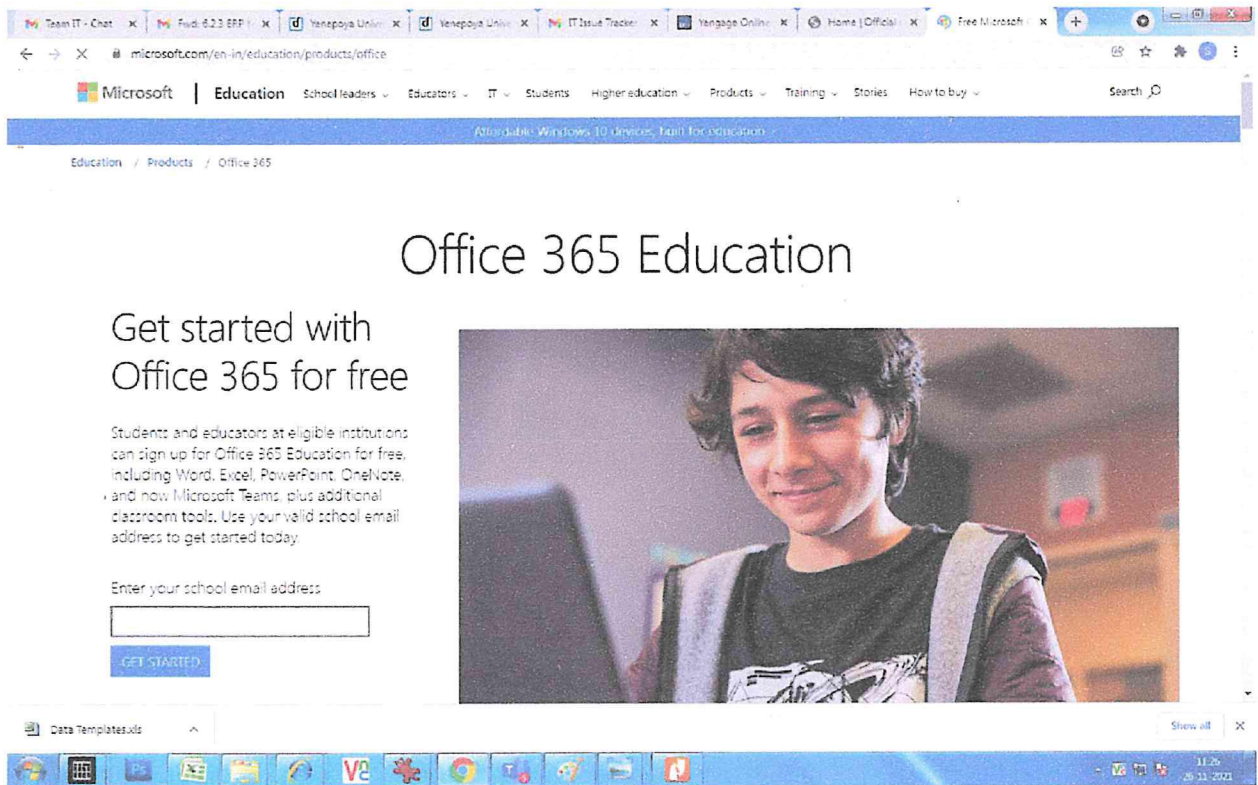 Team IT - Chat
Fwd: 6.2.3 ERP
Yenepoya Unive
Yenepoya Unive
IT Issue Tracker
Yengage Online
Home | Official
Free Microsoft
microsoft.com/en-in/education/products/office
S
Microsoft | Education School leaders Educators IT Students Higher education Products Training Stories How to buy Search
Affordable Windows 10 devices, built for education
Education / Products / Office 365
Office 365 Education
Get started with
Office 365 for free
Students and educators at eligible institutions
can sign up for Office 365 Education for free,
including Word, Excel, PowerPoint, OneNote,
and now Microsoft Teams, plus additional
classroom tools. Use your valid school email
address to get started today.
Enter your school email address
GET STARTED
Data Templates.xls
Show all
11:26
26-11-2021